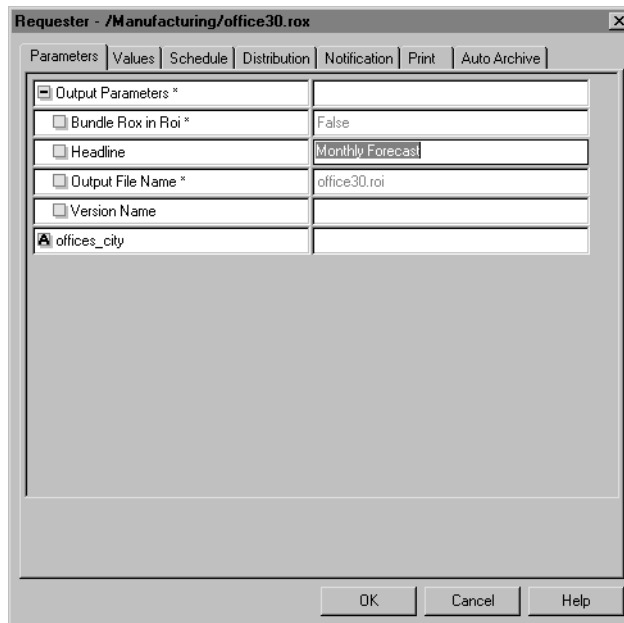 Requester - /Manufacturing/office30.rox
Parameters Values Schedule Distribution Notification Print Auto Archive
Output Parameters *
Bundle Rox in Roi * False
Headline Monthly Forecast
Output File Name * office30.roi
Version Name
A offices_city
OK Cancel Help